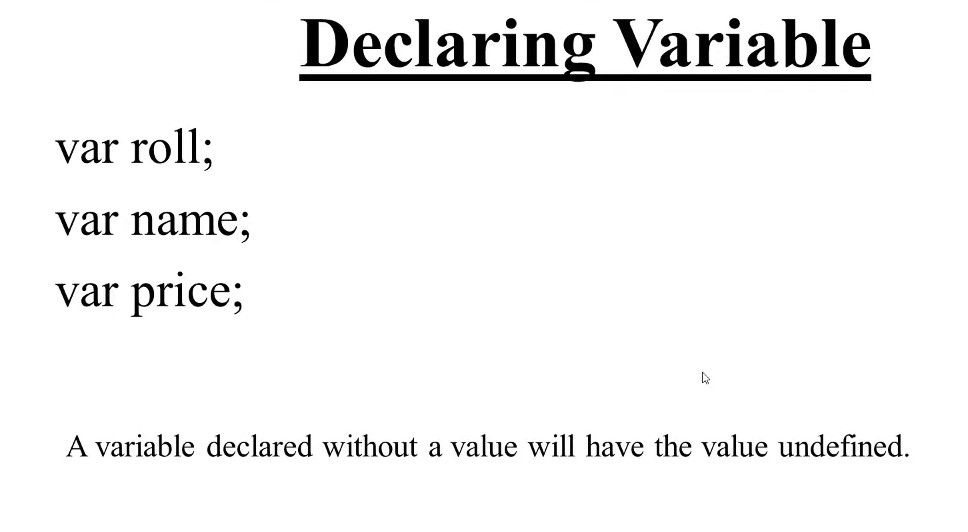 Declaring Variable
var roll;
var name;
var price;
A variable declared without a value will have the value undefined.